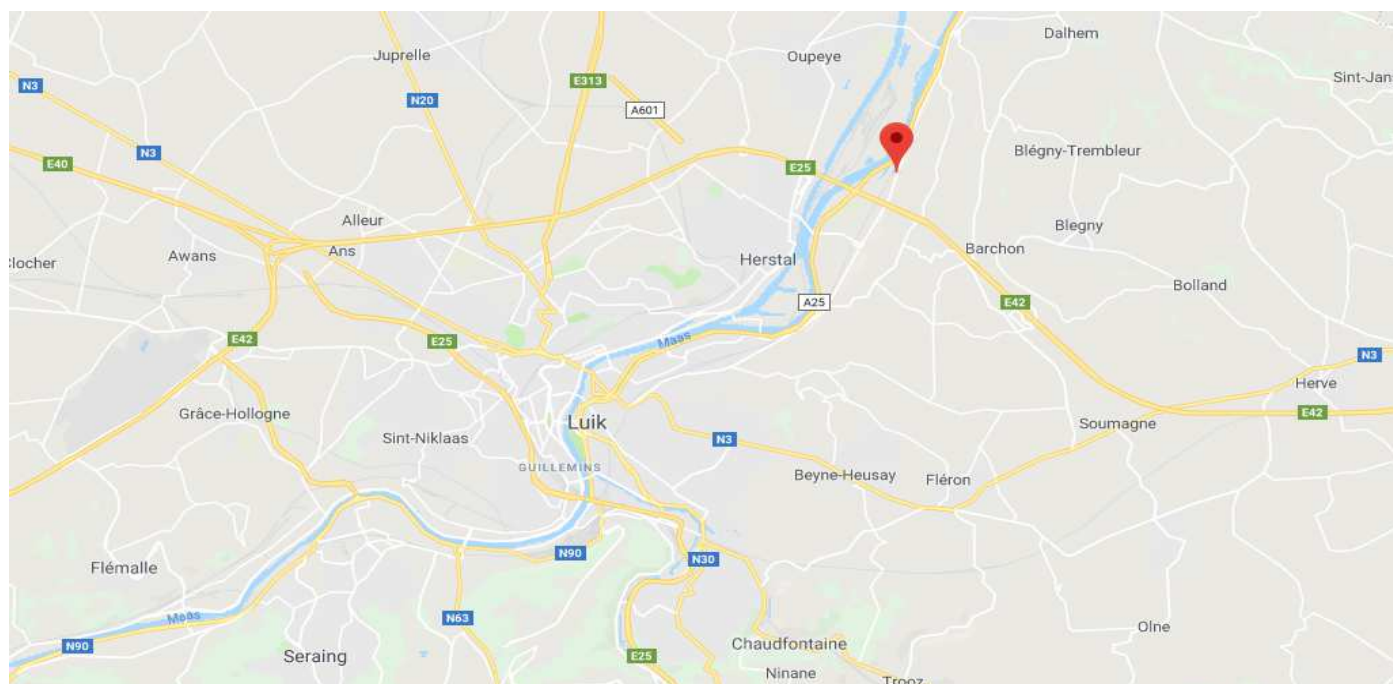 Dalhem
Juprelle
Oupeye
Sint-Jans
N3
E313
N20
A601
N3
Blégny-Trembleur
E40
E25
Alleur
Blegny
Awans
Ans
Barchon
Clocher
Herstal
Bolland
A25
E42
E42
E25
Maas
N3
Herve
Grâce-Hollogne
E42
Luik
Soumagne
Sint-Niklaas
N3
GUILLEMINS
Beyne-Heusay
Fléron
N90
N30
Flémalle
Maas
N63
Olne
N90
Seraing
E25
Chaudfontaine
Ninane
Trooz